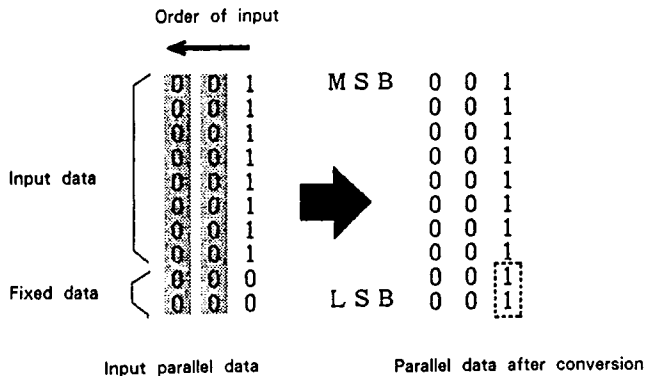 Order of input
0 0 1 MSB 0 0 1
0 0 1 0 0 1
0 0 1 0 0 1
0 0 1 0 0 1
Input data 0 0 1 0 0 1
0 0 1 0 0 1
0 0 1 0 0 1
0 0 1 0 0 1
Fixed data 0 0 0 0 0 1
0 0 0 LSB 0 0 1
Input parallel data Parallel data after conversion